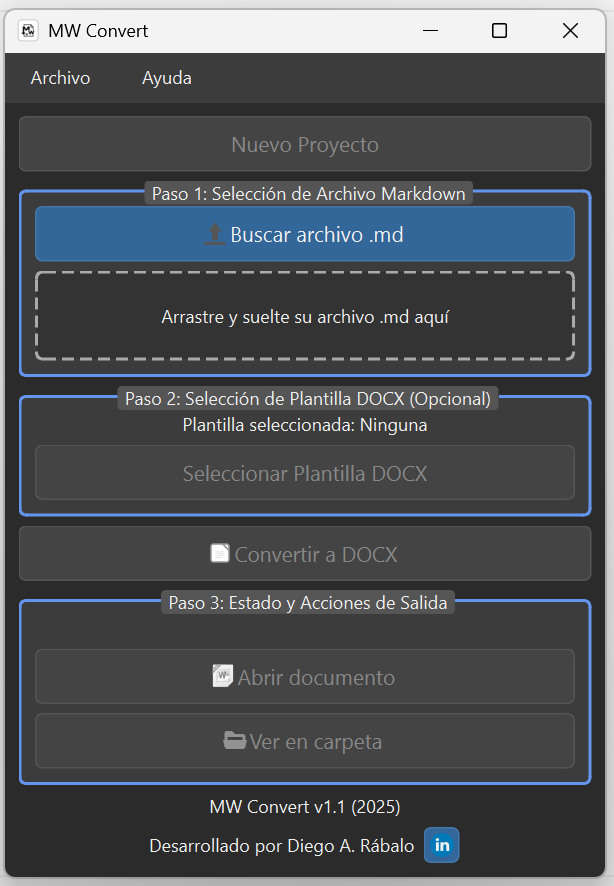 MW Convert
Archivo Ayuda
Nuevo Proyecto
Paso 1: Selección de Archivo Markdown
Buscar archivo .md
Arrastre y suelte su archivo .md aquí
Paso 2: Selección de Plantilla DOCX (Opcional)
Plantilla seleccionada: Ninguna
Seleccionar Plantilla DOCX
Convertir a DOCX
Paso 3: Estado y Acciones de Salida
Abrir documento
Ver en carpeta
MW Convert v1.1 (2025)
Desarrollado por Diego A. Rábalo in